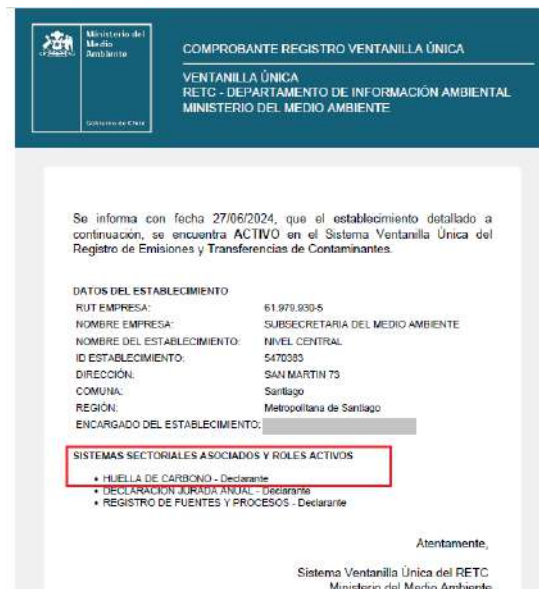 Ministerio del
Medio
Ambiente
Gobierno de Chile
COMPROBANTE REGISTRO VENTANILLA ÚNICA
VENTANILLA ÚNICA
RETC - DEPARTAMENTO DE INFORMACIÓN AMBIENTAL
MINISTERIO DEL MEDIO AMBIENTE
Se informa con fecha 27/06/2024, que el establecimiento detallado a
continuación, se encuentra ACTIVO en el Sistema Ventanilla Única del
Registro de Emisiones y Transferencias de Contaminantes.
DATOS DEL ESTABLECIMIENTO
RUT EMPRESA: 61.979.930-5
NOMBRE EMPRESA: SUBSECRETARIA DEL MEDIO AMBIENTE
NOMBRE DEL ESTABLECIMIENTO: NIVEL CENTRAL
ID ESTABLECIMIENTO: 5470383
DIRECCIÓN: SAN MARTIN 73
COMUNA: Santiago
REGIÓN: Metropolitana de Santiago
ENCARGADO DEL ESTABLECIMIENTO:
SISTEMAS SECTORIALES ASOCIADOS Y ROLES ACTIVOS
• HUELLA DE CARBONO - Declarante
• DECLARACION JURADA ANUAL - Declarante
• REGISTRO DE FUENTES Y PROCESOS - Declarante
Atentamente,
Sistema Ventanilla Única del RETC
Ministerio del Medio Ambiente